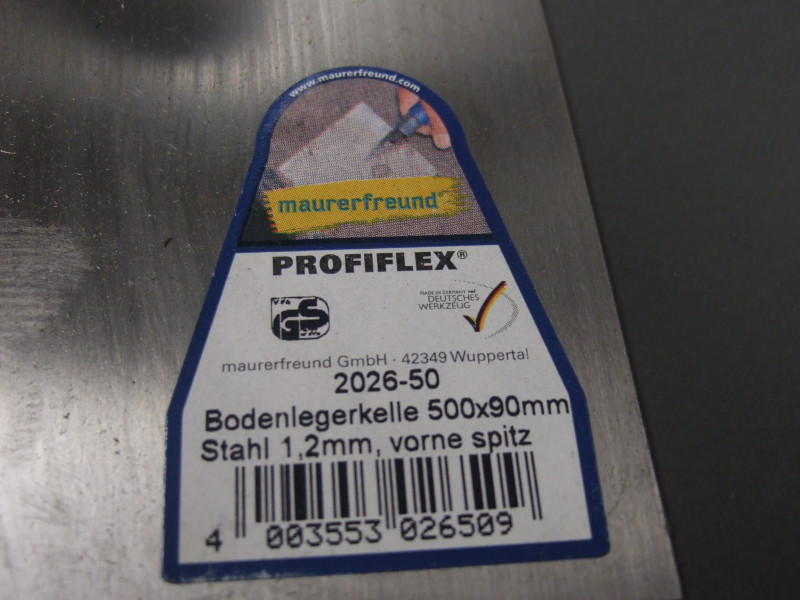 www.maurerfreund.com
maurerfreund®
PROFIFLEX®
GS
MADE IN GERMANY
DEUTSCHES
WERKZEUG
maurerfreund GmbH · 42349 Wuppertal
2026-50
Bodenlegerkelle 500x90mm
Stahl 1,2mm, vorne spitz
4 003553 026509